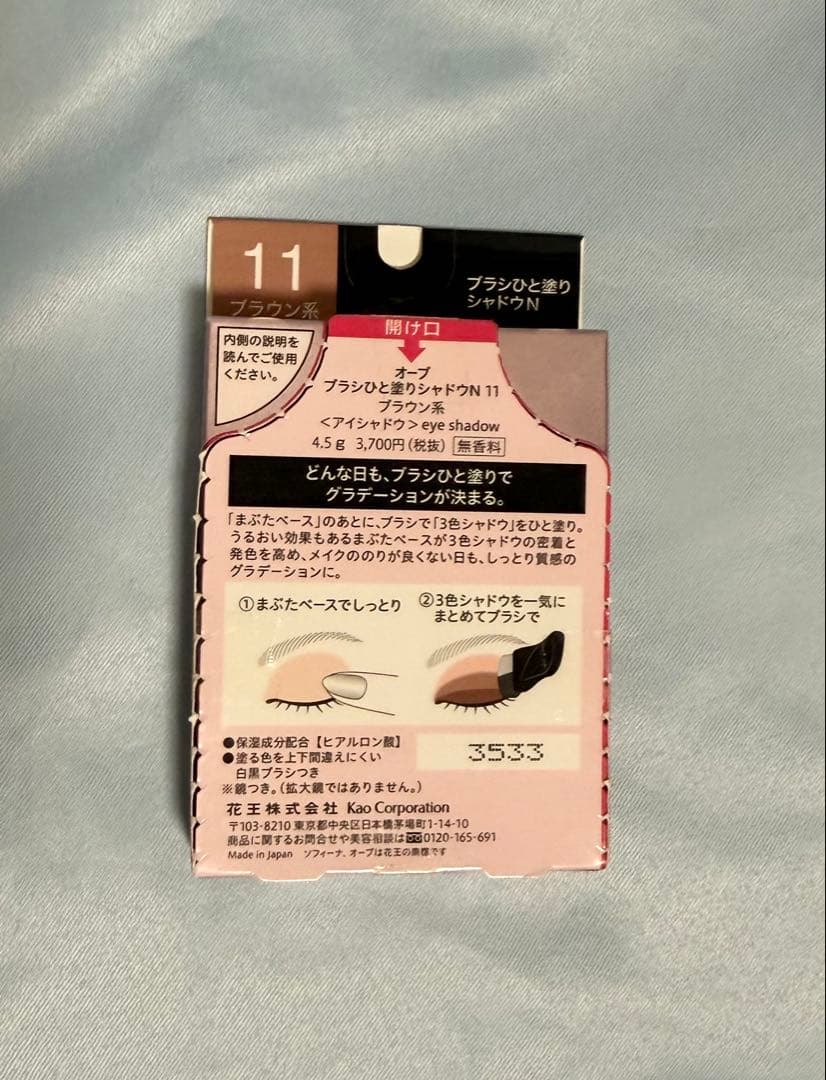 11
ブラウン系
ブラシひと塗り
シャドウN
開け口
内側の説明を
読んでご使用
ください。
オーブ
ブラシひと塗りシャドウN 11
ブラウン系
<アイシャドウ> eye shadow
4.5g 3,700円(税抜) 無香料
どんな日も、ブラシひと塗りで
グラデーションが決まる。
「まぶたベース」のあとに、ブラシで「3色シャドウ」をひと塗り。
うるおい効果もあるまぶたベースが3色シャドウの密着と
発色を高め、メイクののりが良くない日も、しっとり質感の
グラデーションに。
①まぶたベースでしっとり
②3色シャドウを一気に
まとめてブラシで
●保湿成分配合【ヒアルロン酸】
●塗る色を上下間違えにくい
白黒ブラシつき
※鏡つき。(拡大鏡ではありません。)
3533
花王株式会社 Kao Corporation
〒103-8210 東京都中央区日本橋茅場町1-14-10
商品に関するお問合せや美容相談は 0120-165-691
Made in Japan ソフィーナ、オーブは花王の商標です